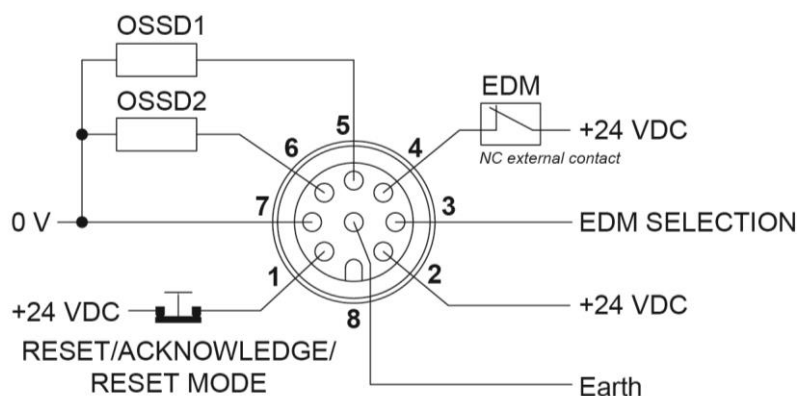 OSSD1
OSSD2
EDM
5
+24 VDC
6
4
NC external contact
0 V
7
3
EDM SELECTION
1
2
+24 VDC
+24 VDC
8
RESET/ACKNOWLEDGE/
RESET MODE
Earth